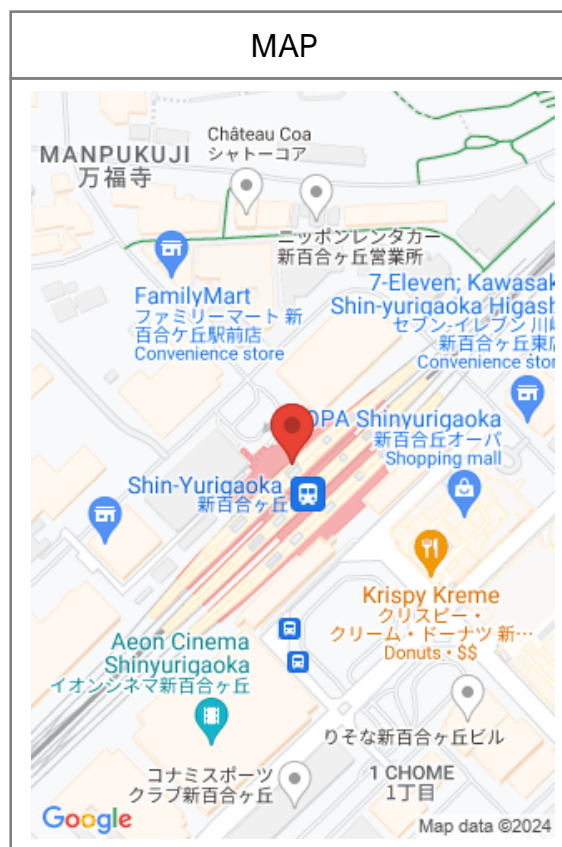 MAP
Château Coa
シャトーコア
MANPUKUJI
万福寺
ニッポンレンタカー
新百合ヶ丘営業所
FamilyMart
ファミリーマート 新
百合ケ丘駅前店
Convenience store
7-Eleven; Kawasak
Shin-yurigaoka Higash
セブン-イレブン 川崎
新百合ヶ丘東店
Convenience stor
OPA Shinyurigaoka
新百合丘オーパ
Shopping mall
Shin-Yurigaoka
新百合ヶ丘
Krispy Kreme
クリスピー・
クリーム・ドーナツ 新…
Donuts • $$
Aeon Cinema
Shinyurigaoka
イオンシネマ新百合ヶ丘
りそな新百合ヶ丘ビル
コナミスポーツ
クラブ新百合ヶ丘
1 CHOME
1丁目
Google
Map data ©2024